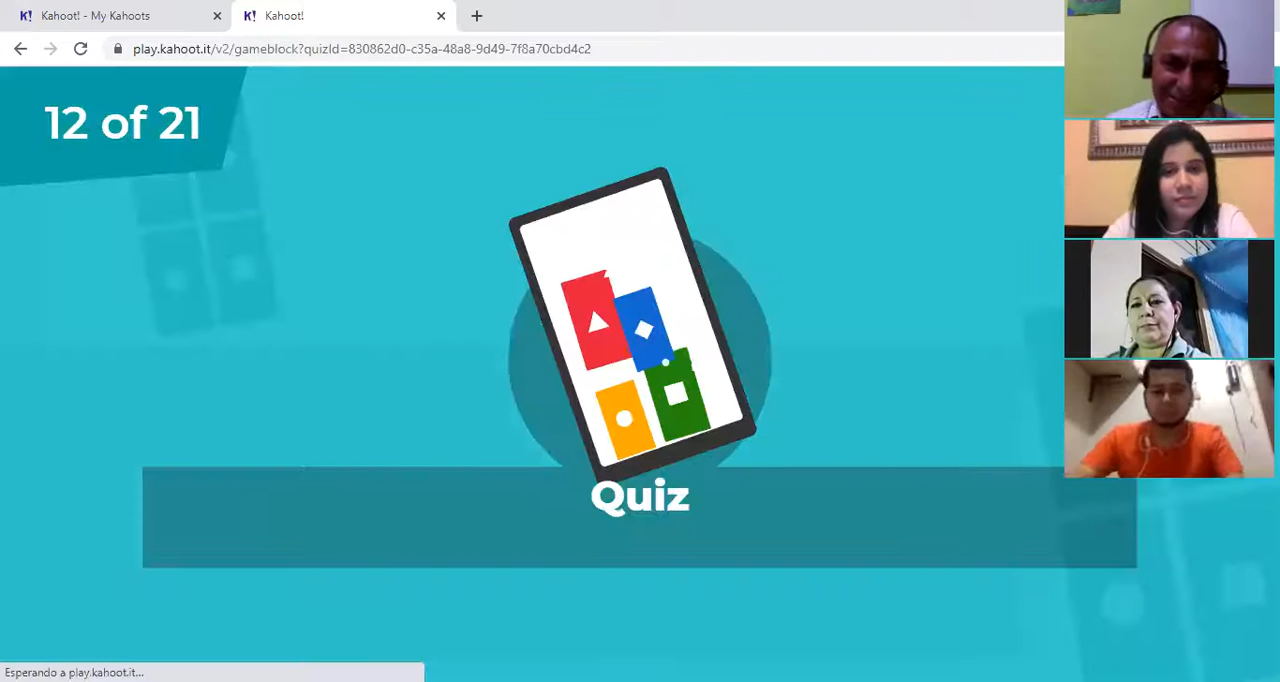 K! Kahoot! - My Kahoots
K! Kahoot!
play.kahoot.it/v2/gameblock?quizId=830862d0-c35a-48a8-9d49-7f8a70cbd4c2
12 of 21
Quiz
Esperando a play.kahoot.it...